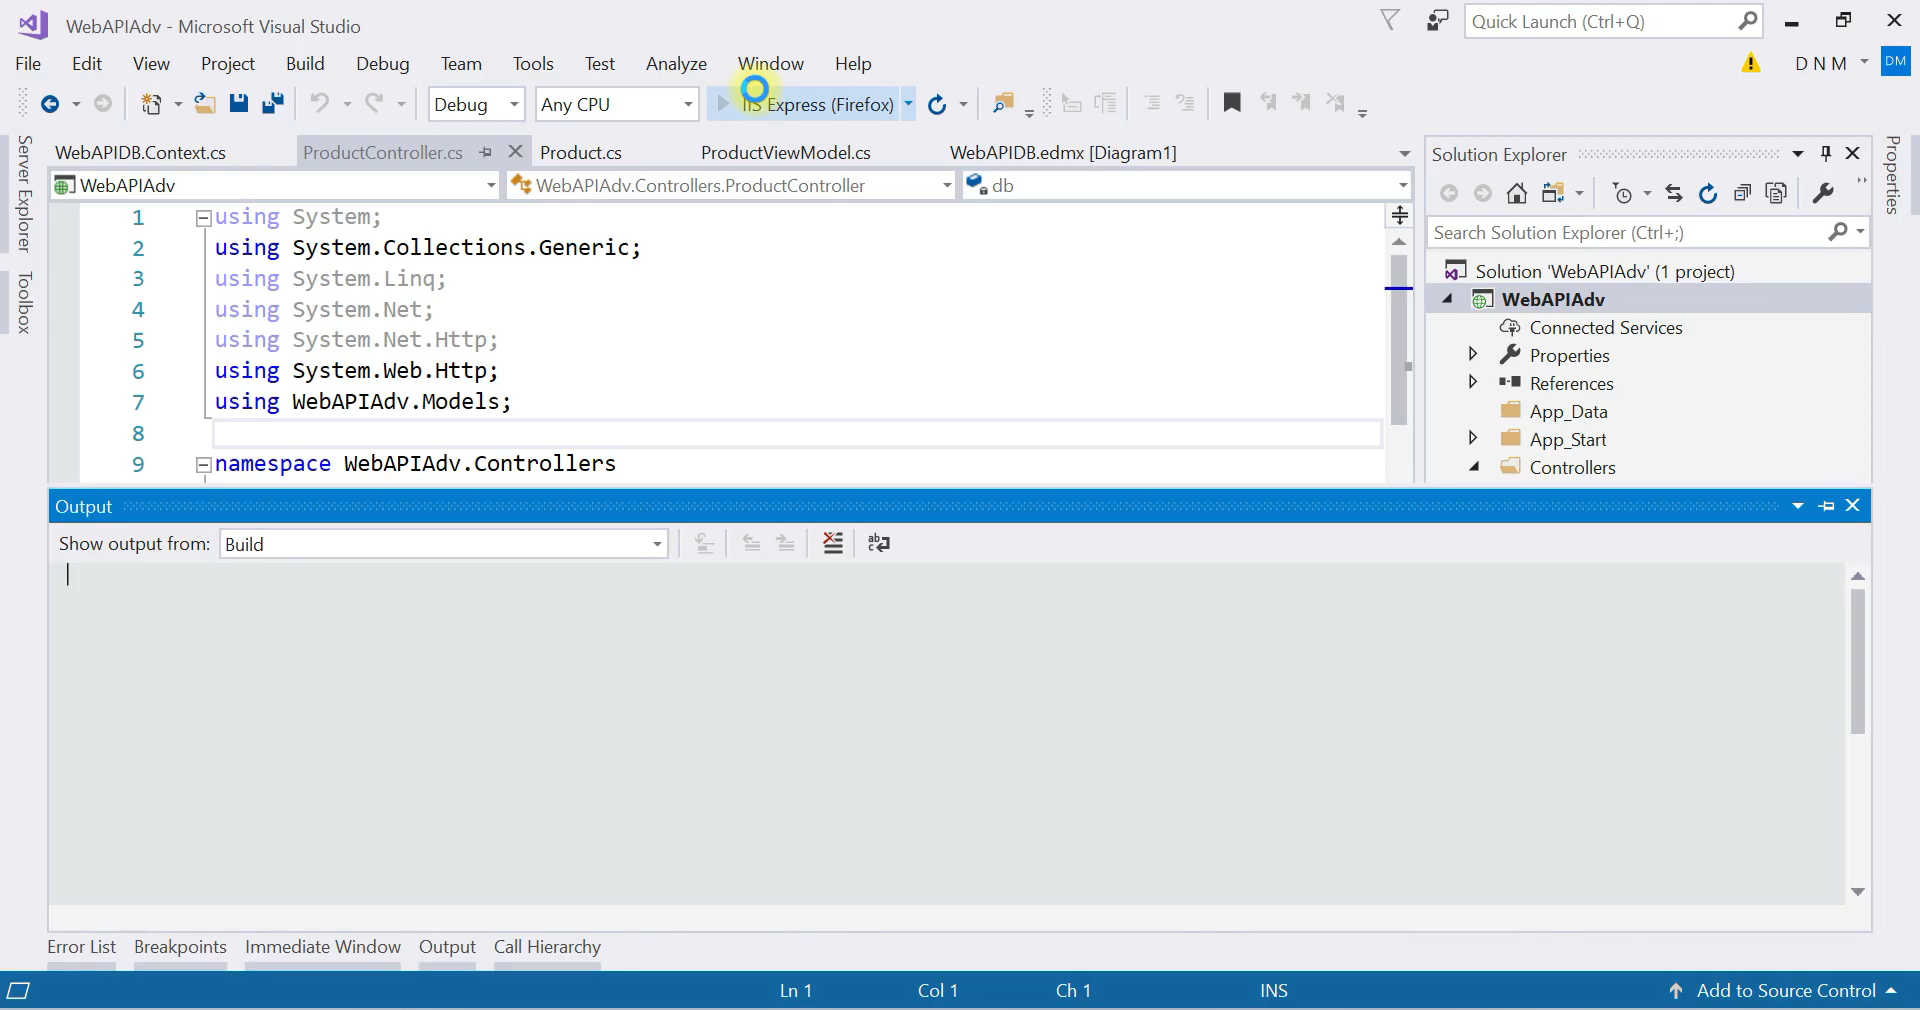 WebAPIAdv - Microsoft Visual Studio
Quick Launch (Ctrl+Q)
File Edit View Project Build Debug Team Tools Test Analyze Window Help
D N M DM
Debug Any CPU IIS Express (Firefox)
WebAPIDB.Context.cs ProductController.cs Product.cs ProductViewModel.cs WebAPIDB.edmx [Diagram1]
WebAPIAdv WebAPIAdv.Controllers.ProductController db
1 using System;
2 using System.Collections.Generic;
3 using System.Linq;
4 using System.Net;
5 using System.Net.Http;
6 using System.Web.Http;
7 using WebAPIAdv.Models;
8
9 namespace WebAPIAdv.Controllers
Server Explorer
Toolbox
Solution Explorer
Search Solution Explorer (Ctrl+;)
Solution 'WebAPIAdv' (1 project)
WebAPIAdv
Connected Services
Properties
References
App_Data
App_Start
Controllers
Properties
Output
Show output from: Build
Error List Breakpoints Immediate Window Output Call Hierarchy
Ln 1 Col 1 Ch 1 INS Add to Source Control